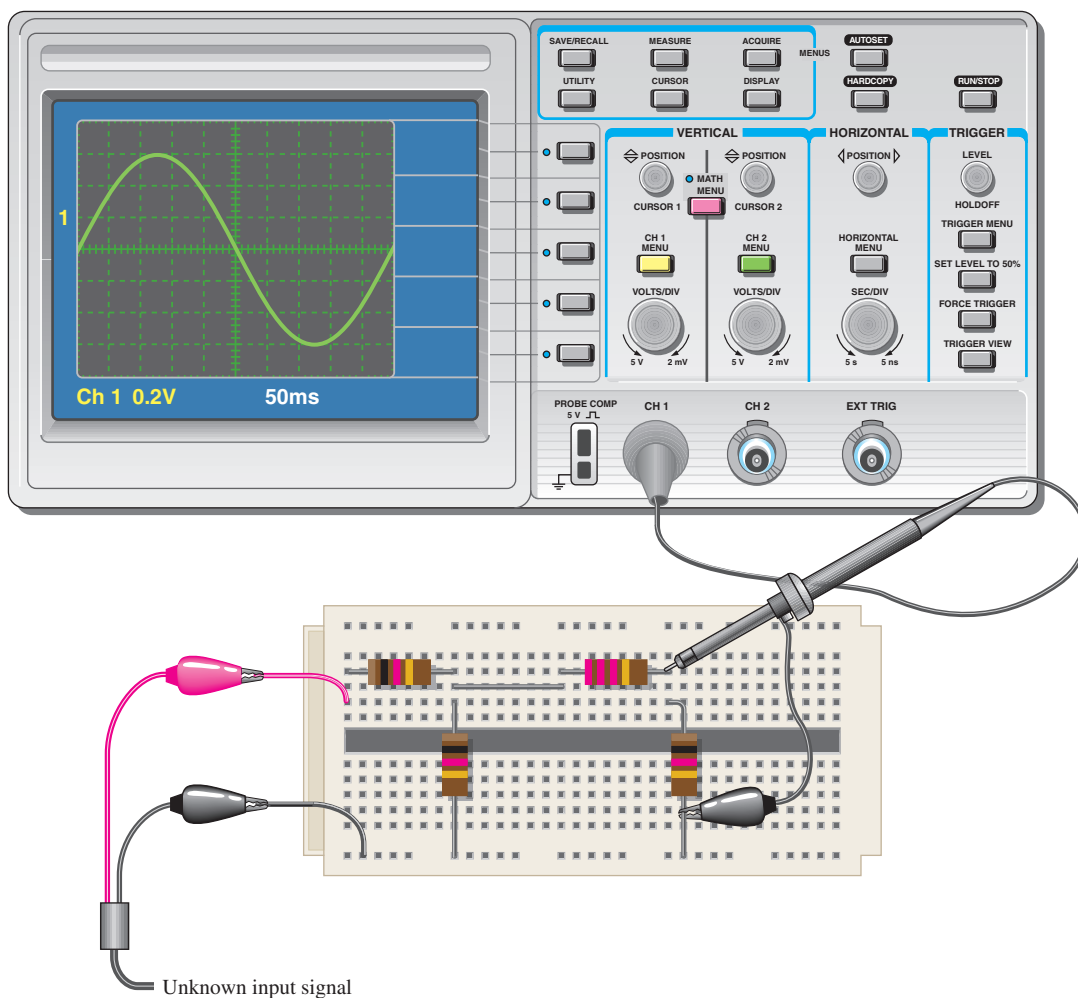 SAVE/RECALL MEASURE ACQUIRE MENUS AUTOSET
UTILITY CURSOR DISPLAY HARDCOPY RUN/STOP
VERTICAL HORIZONTAL TRIGGER
POSITION POSITION POSITION LEVEL
MATH
MENU
CURSOR 1 CURSOR 2 HOLDOFF
TRIGGER MENU
CH 1
MENU
CH 2
MENU
HORIZONTAL
MENU
SET LEVEL TO 50%
VOLTS/DIV VOLTS/DIV SEC/DIV FORCE TRIGGER
TRIGGER VIEW
5 V 2 mV 5 V 2 mV 5 s 5 ns
1
Ch 1 0.2V 50ms
PROBE COMP
5 V
CH 1 CH 2 EXT TRIG
Unknown input signal